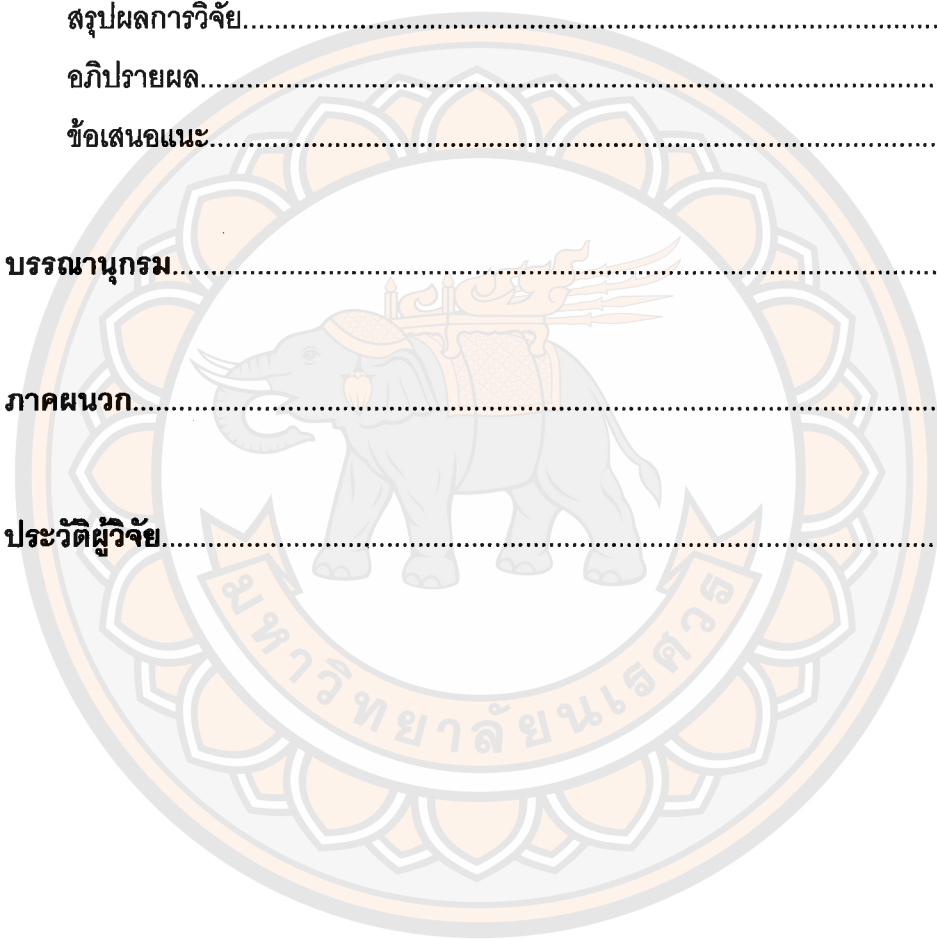 สรุปผลการวิจัย
อภิปรายผล
ข้อเสนอแนะ
บรรณานุกรม
ภาคผนวก
ประวัติผู้วิจัย
มหาวิทยาลัยนเรศวร